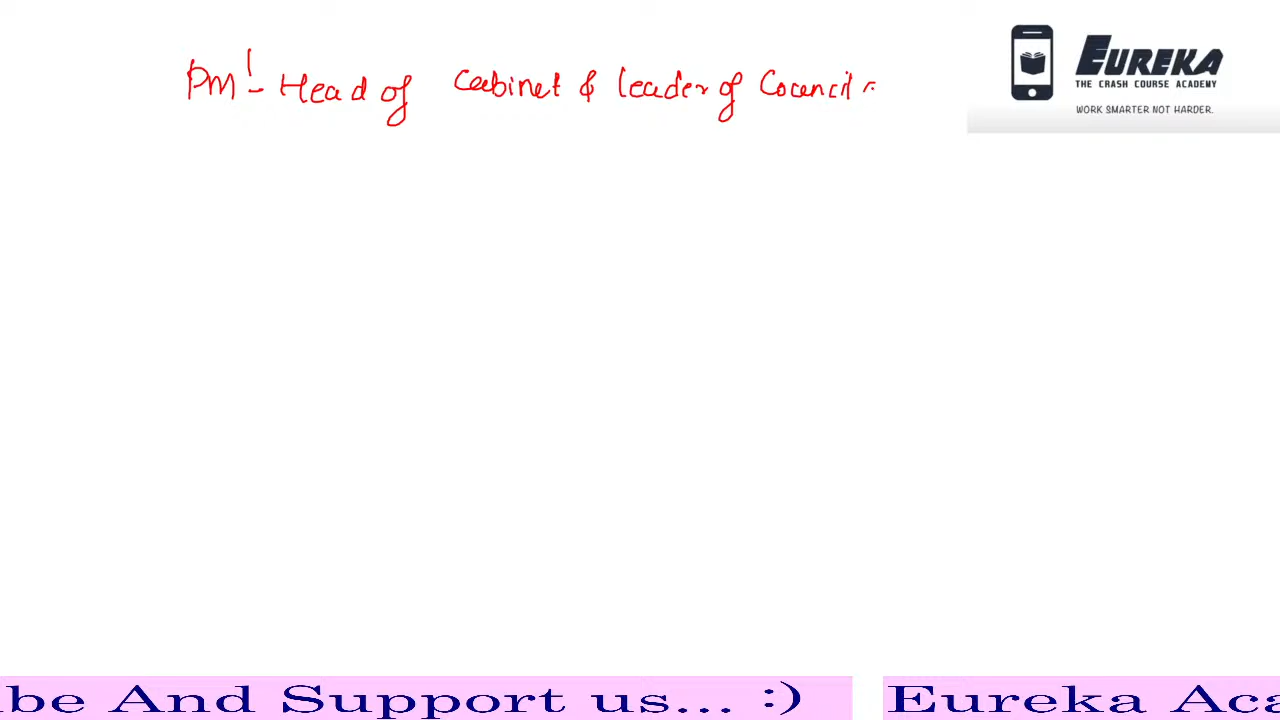 PM!- Head of Cabinet & leader of Council
EUREKA
THE CRASH COURSE ACADEMY
WORK SMARTER NOT HARDER.
be And Support us... :) Eureka Aca